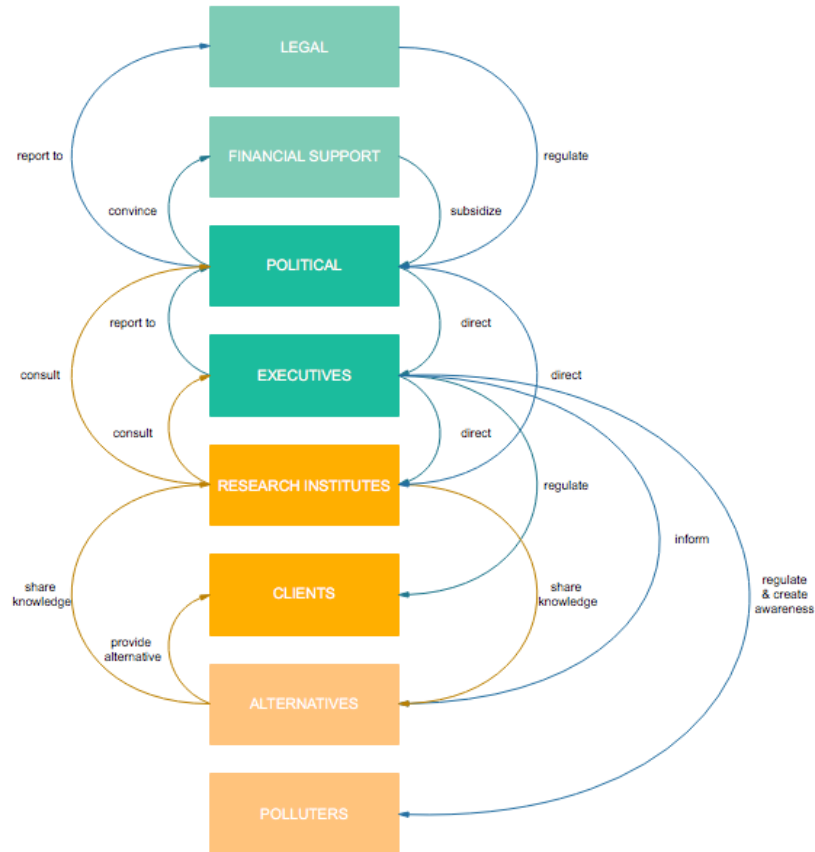 LEGAL
report to
FINANCIAL SUPPORT
regulate
convince
subsidize
POLITICAL
report to
direct
consult
EXECUTIVES
direct
consult
direct
RESEARCH INSTITUTES
regulate
inform
share
knowledge
CLIENTS
share
knowledge
regulate
& create
awareness
provide
alternative
ALTERNATIVES
POLLUTERS